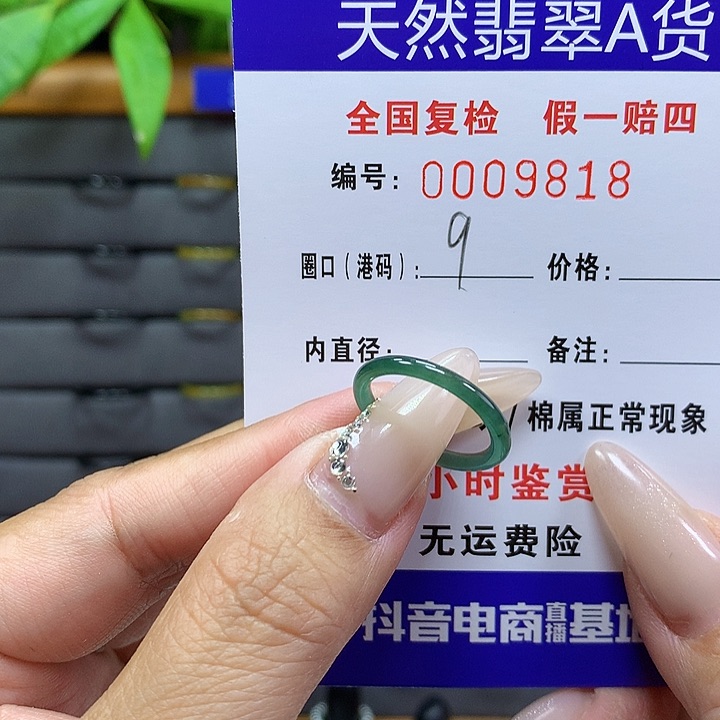 天然翡翠A货
全国复检 假一赔四
编号: 0009818
圈口(港码): 9 价格:
内直径: 备注:
/棉属正常现象
小时鉴赏
无运费险
抖音电商直播基地